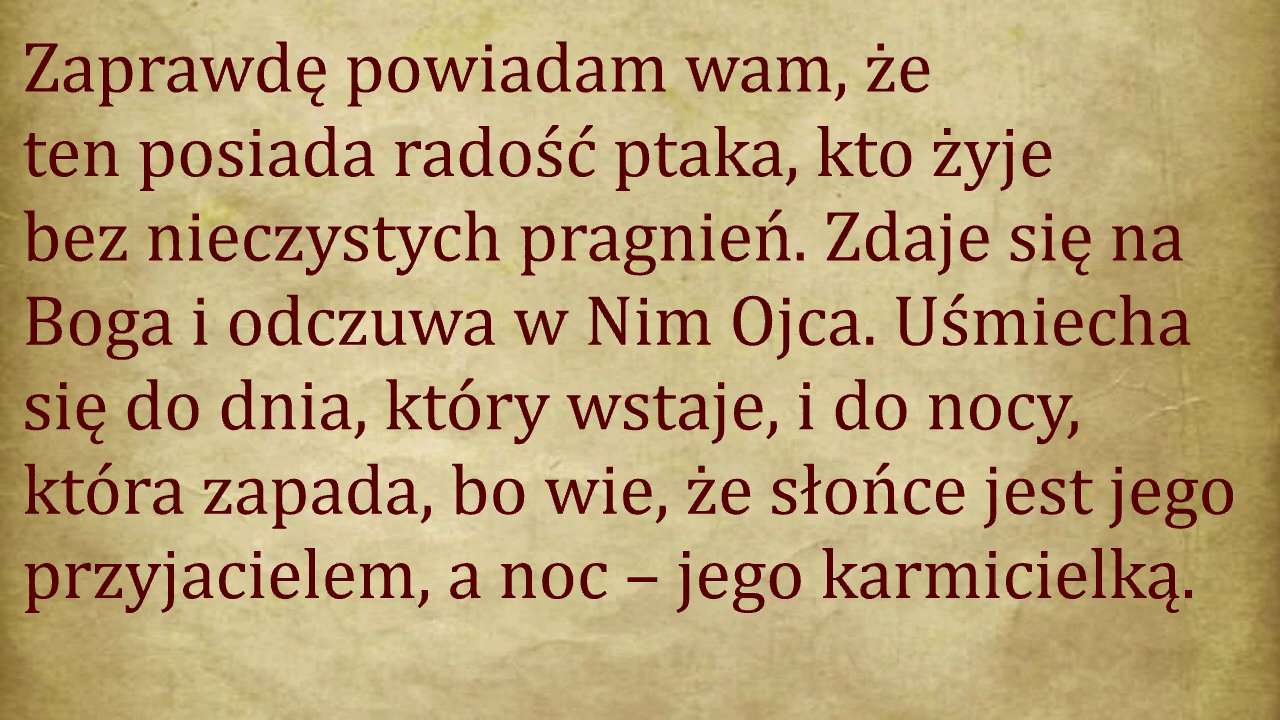 Zaprawdę powiadam wam, że
ten posiada radość ptaka, kto żyje
bez nieczystych pragnień. Zdaje się na
Boga i odczuwa w Nim Ojca. Uśmiecha
się do dnia, który wstaje, i do nocy,
która zapada, bo wie, że słońce jest jego
przyjacielem, a noc – jego karmicielką.